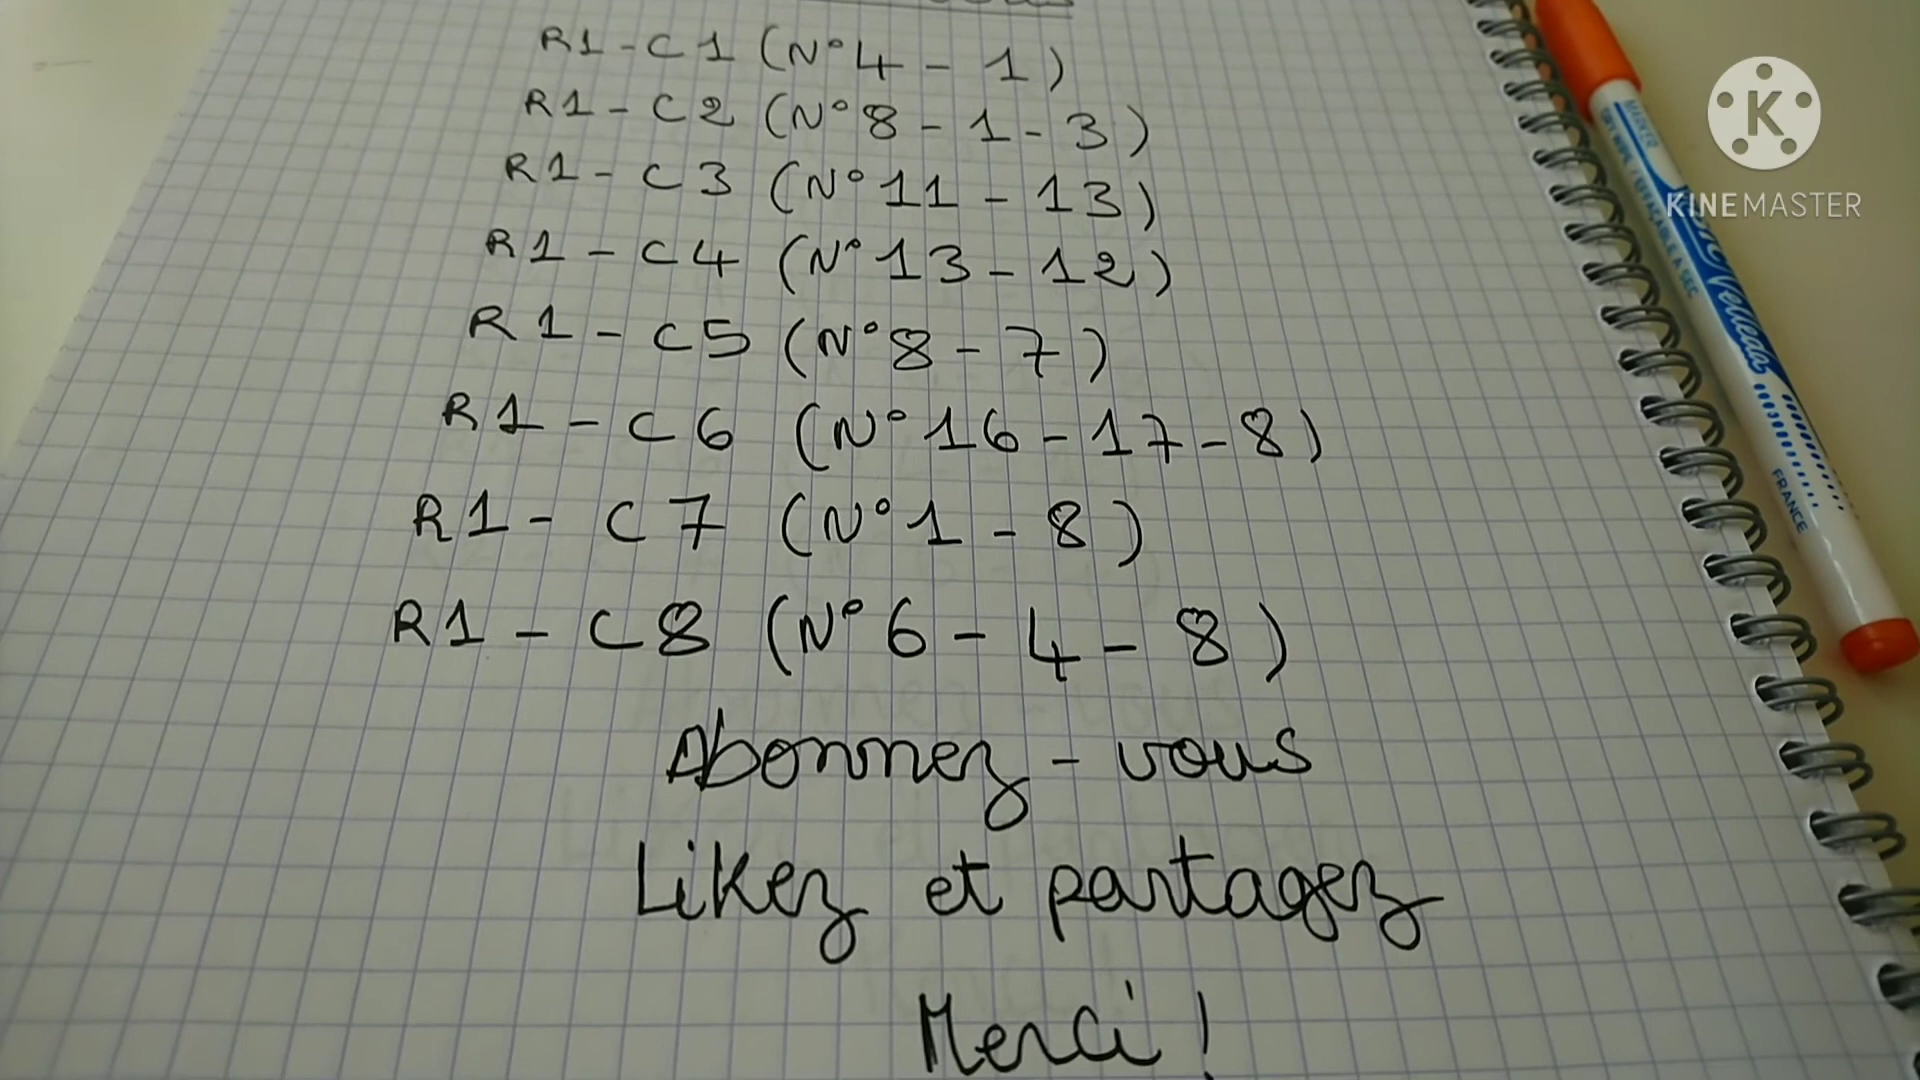 R1 - C1 (N°4 - 1)
R1 - C2 (N°8 - 1 - 3)
R1 - C3 (N°11 - 13)
R1 - C4 (N°13 - 12)
R1 - C5 (N°8 - 7)
R1 - C6 (N°16 - 17 - 8)
R1 - C7 (N°1 - 8)
R1 - C8 (N°6 - 4 - 8)
Abonnez - vous
Likez et partagez
Merci !
K
KINEMASTER
Velleda
FRANCE